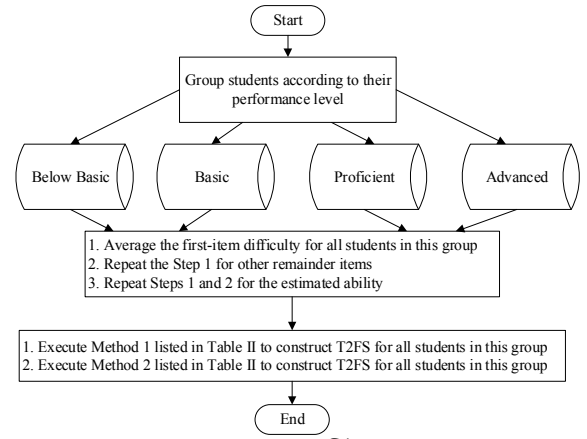 Start
Group students according to their
performance level
Below Basic
Basic
Proficient
Advanced
1. Average the first-item difficulty for all students in this group
2. Repeat the Step 1 for other remainder items
3. Repeat Steps 1 and 2 for the estimated ability
1. Execute Method 1 listed in Table II to construct T2FS for all students in this group
2. Execute Method 2 listed in Table II to construct T2FS for all students in this group
End